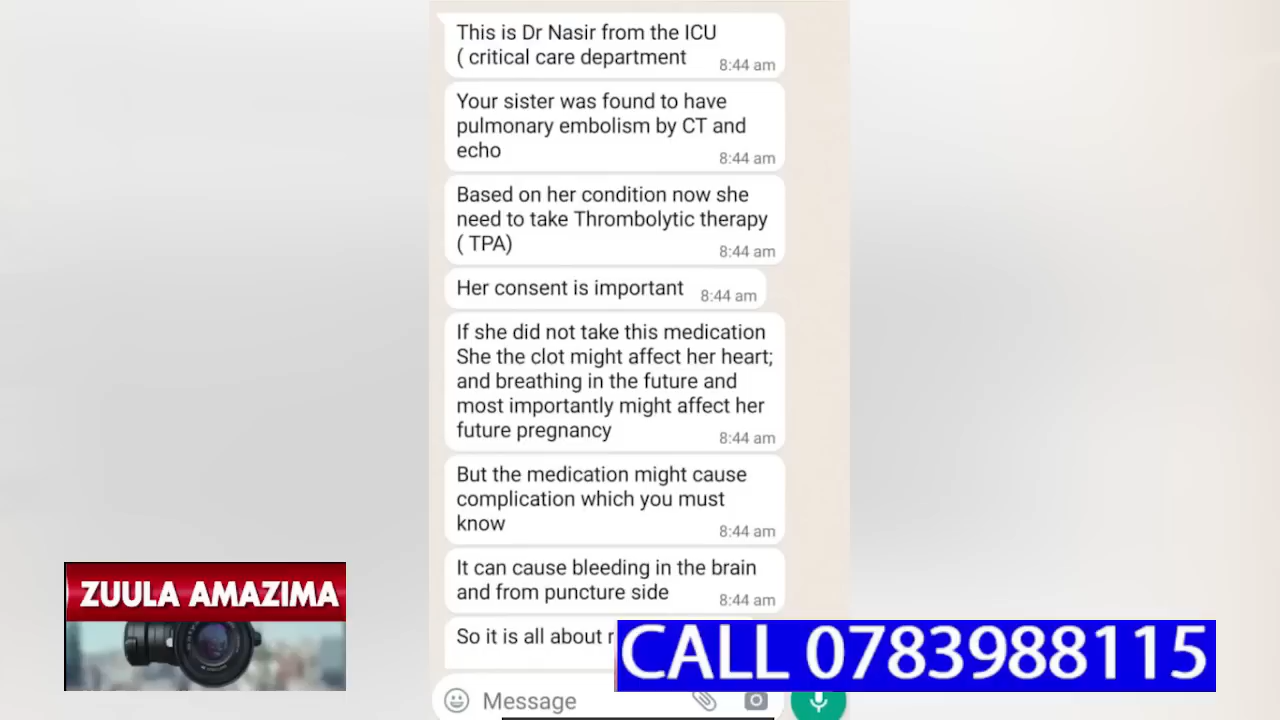 This is Dr Nasir from the ICU
( critical care department
8:44 am
Your sister was found to have
pulmonary embolism by CT and
echo
8:44 am
Based on her condition now she
need to take Thrombolytic therapy
( TPA)
8:44 am
Her consent is important
8:44 am
If she did not take this medication
She the clot might affect her heart;
and breathing in the future and
most importantly might affect her
future pregnancy
8:44 am
But the medication might cause
complication which you must
know
8:44 am
It can cause bleeding in the brain
and from puncture side
8:44 am
So it is all about
Message
ZUULA AMAZIMA
CALL 0783988115